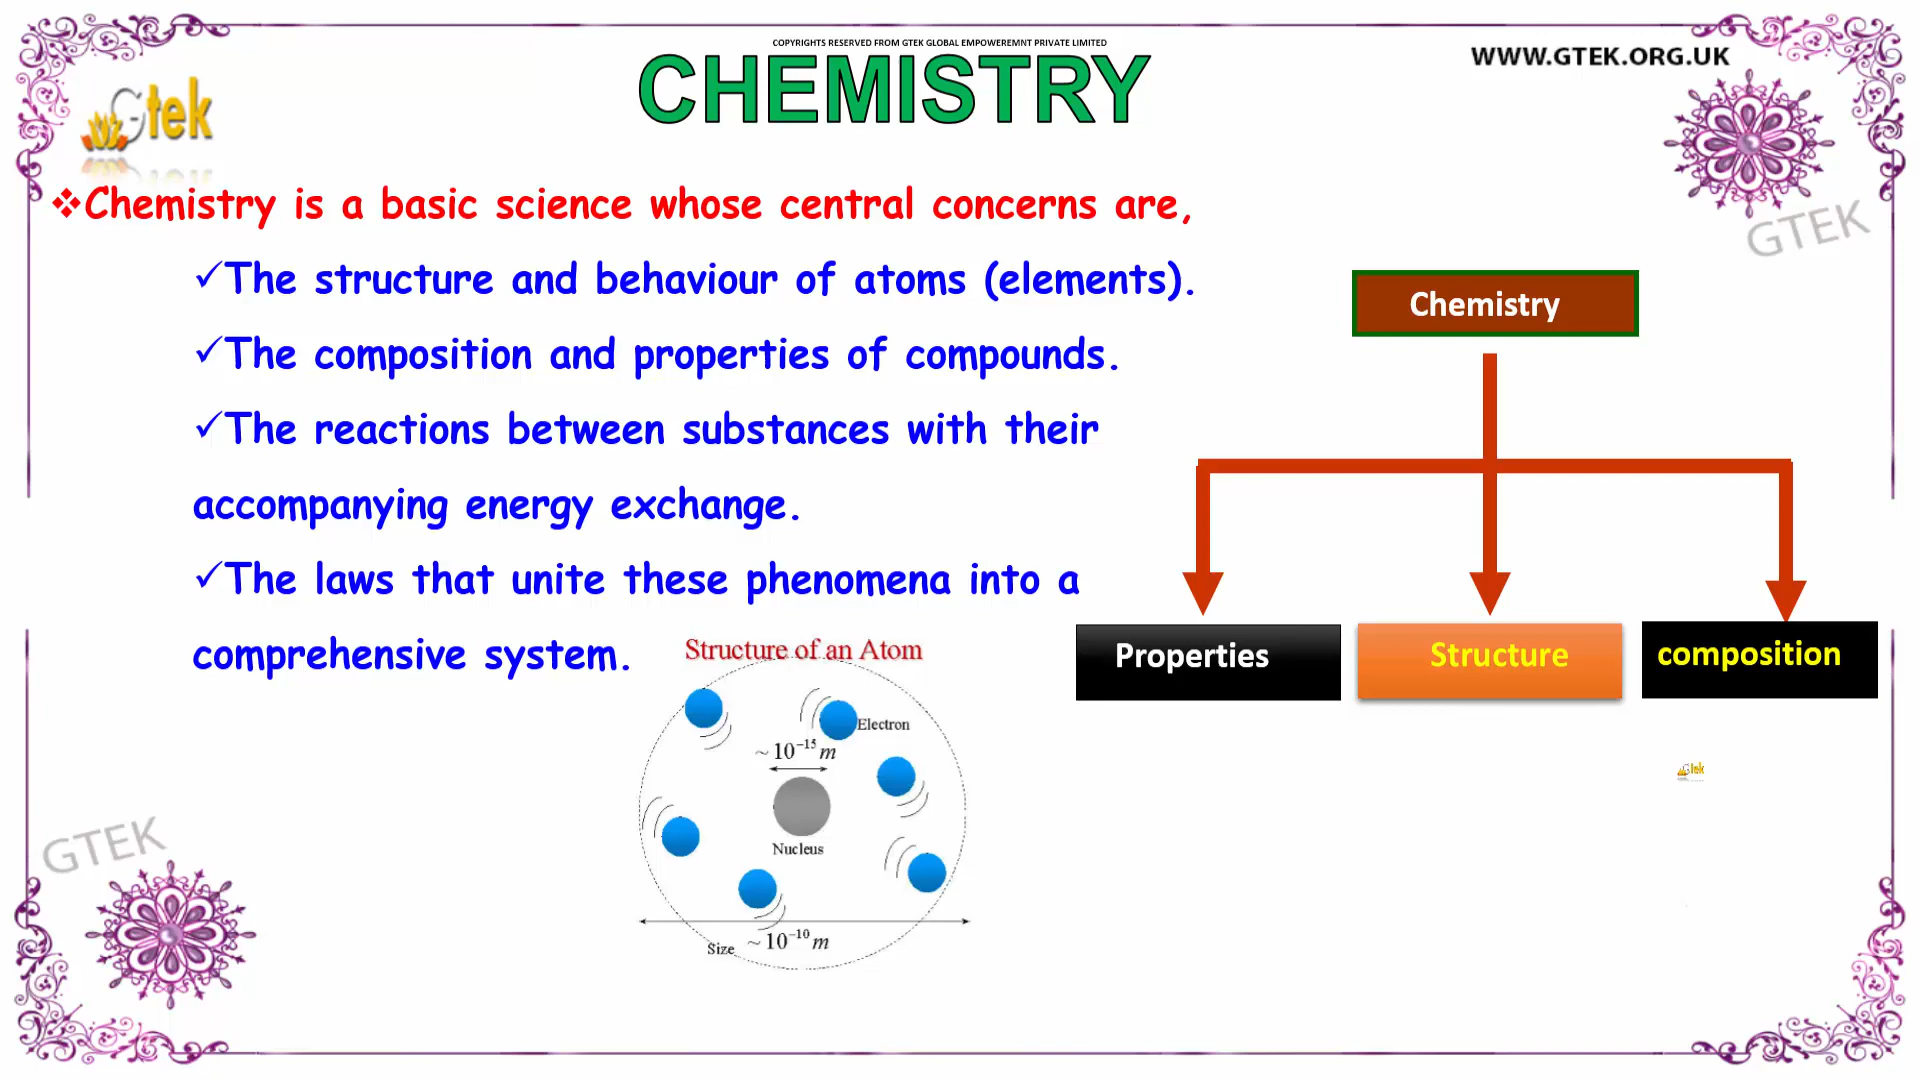 COPYRIGHTS RESERVED FROM GTEK GLOBAL EMPOWEREMNT PRIVATE LIMITED
WWW.GTEK.ORG.UK
CHEMISTRY
Gtek
GTEK
❖Chemistry is a basic science whose central concerns are,
✓The structure and behaviour of atoms (elements).
✓The composition and properties of compounds.
✓The reactions between substances with their
accompanying energy exchange.
✓The laws that unite these phenomena into a
comprehensive system.
Chemistry
Properties
Structure
composition
Structure of an Atom
Electron
~10⁻¹⁵ m
Nucleus
Size ~10⁻¹⁰ m
Gtek
GTEK